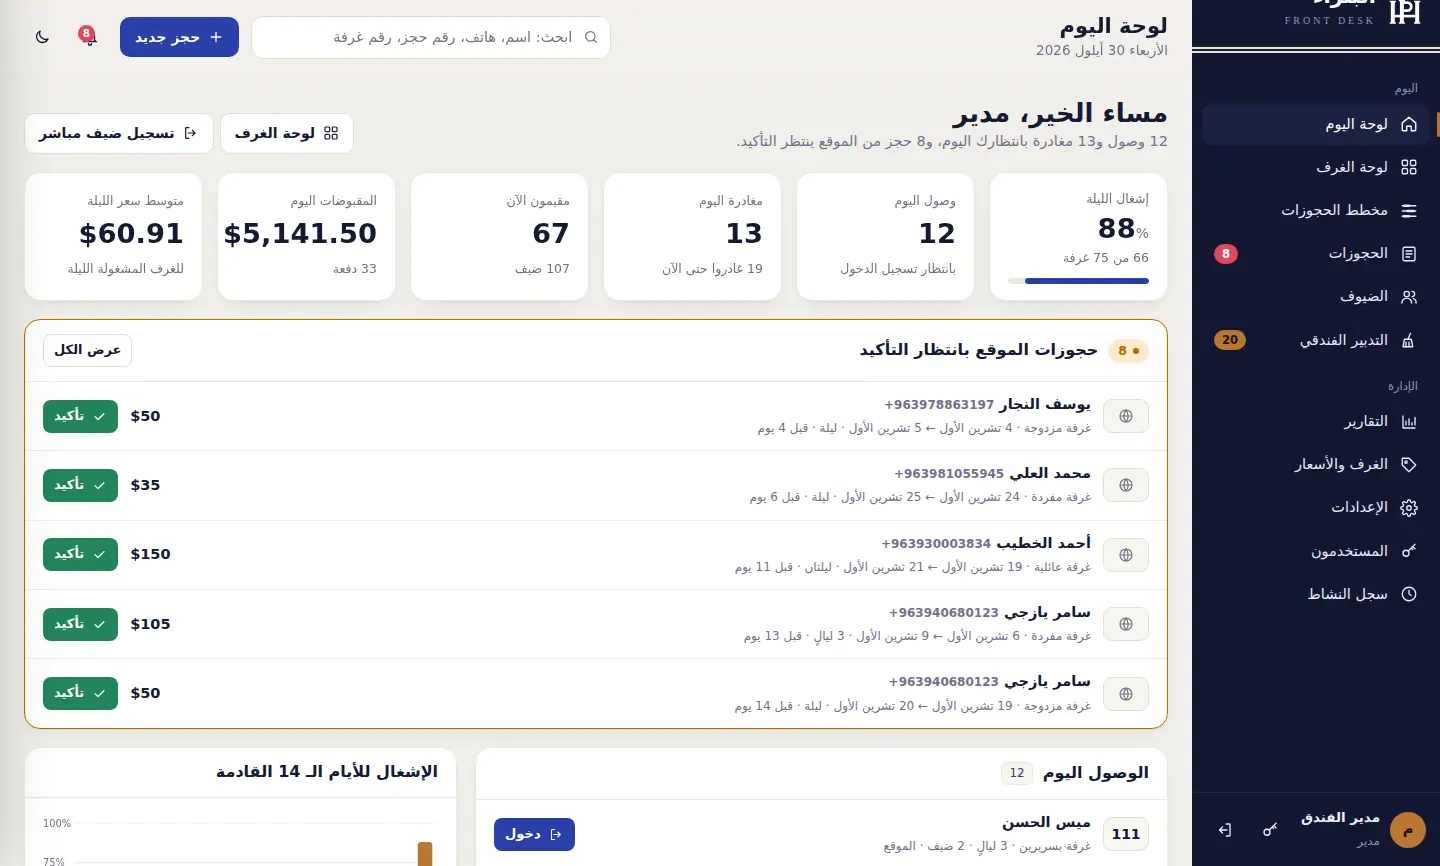 FRONT DESK
اليوم
لوحة اليوم
لوحة الغرف
مخطط الحجوزات
الحجوزات 8
الضيوف
التدبير الفندقي 20
الإدارة
التقارير
الغرف والأسعار
الإعدادات
المستخدمون
سجل النشاط
م مدير الفندق
مدير
لوحة اليوم
الأربعاء 30 أيلول 2026
ابحث: اسم، هاتف، رقم حجز، رقم غرفة
حجز جديد
8
مساء الخير، مدير
12 وصول و13 مغادرة بانتظارك اليوم، و8 حجز من الموقع ينتظر التأكيد.
لوحة الغرف
تسجيل ضيف مباشر
إشغال الليلة
88%
66 من 75 غرفة
وصول اليوم
12
بانتظار تسجيل الدخول
مغادرة اليوم
13
19 غادروا حتى الآن
مقيمون الآن
67
107 ضيف
المقبوضات اليوم
$5,141.50
33 دفعة
متوسط سعر الليلة
$60.91
للغرف المشغولة الليلة
8 حجوزات الموقع بانتظار التأكيد
عرض الكل
يوسف النجار +963978863197
غرفة مزدوجة · 4 تشرين الأول ← 5 تشرين الأول · ليلة · قبل 4 يوم
$50 تأكيد
محمد العلي +963981055945
غرفة مفردة · 24 تشرين الأول ← 25 تشرين الأول · ليلة · قبل 6 يوم
$35 تأكيد
أحمد الخطيب +963930003834
غرفة عائلية · 19 تشرين الأول ← 21 تشرين الأول · ليلتان · قبل 11 يوم
$150 تأكيد
سامر يازجي +963940680123
غرفة مفردة · 6 تشرين الأول ← 9 تشرين الأول · 3 ليالٍ · قبل 13 يوم
$105 تأكيد
سامر يازجي +963940680123
غرفة مزدوجة · 19 تشرين الأول ← 20 تشرين الأول · ليلة · قبل 14 يوم
$50 تأكيد
الوصول اليوم 12
111 ميس الحسن
غرفة بسريرين · 3 ليالٍ · 2 ضيف · الموقع
دخول
الإشغال للأيام الـ 14 القادمة
100%
75%